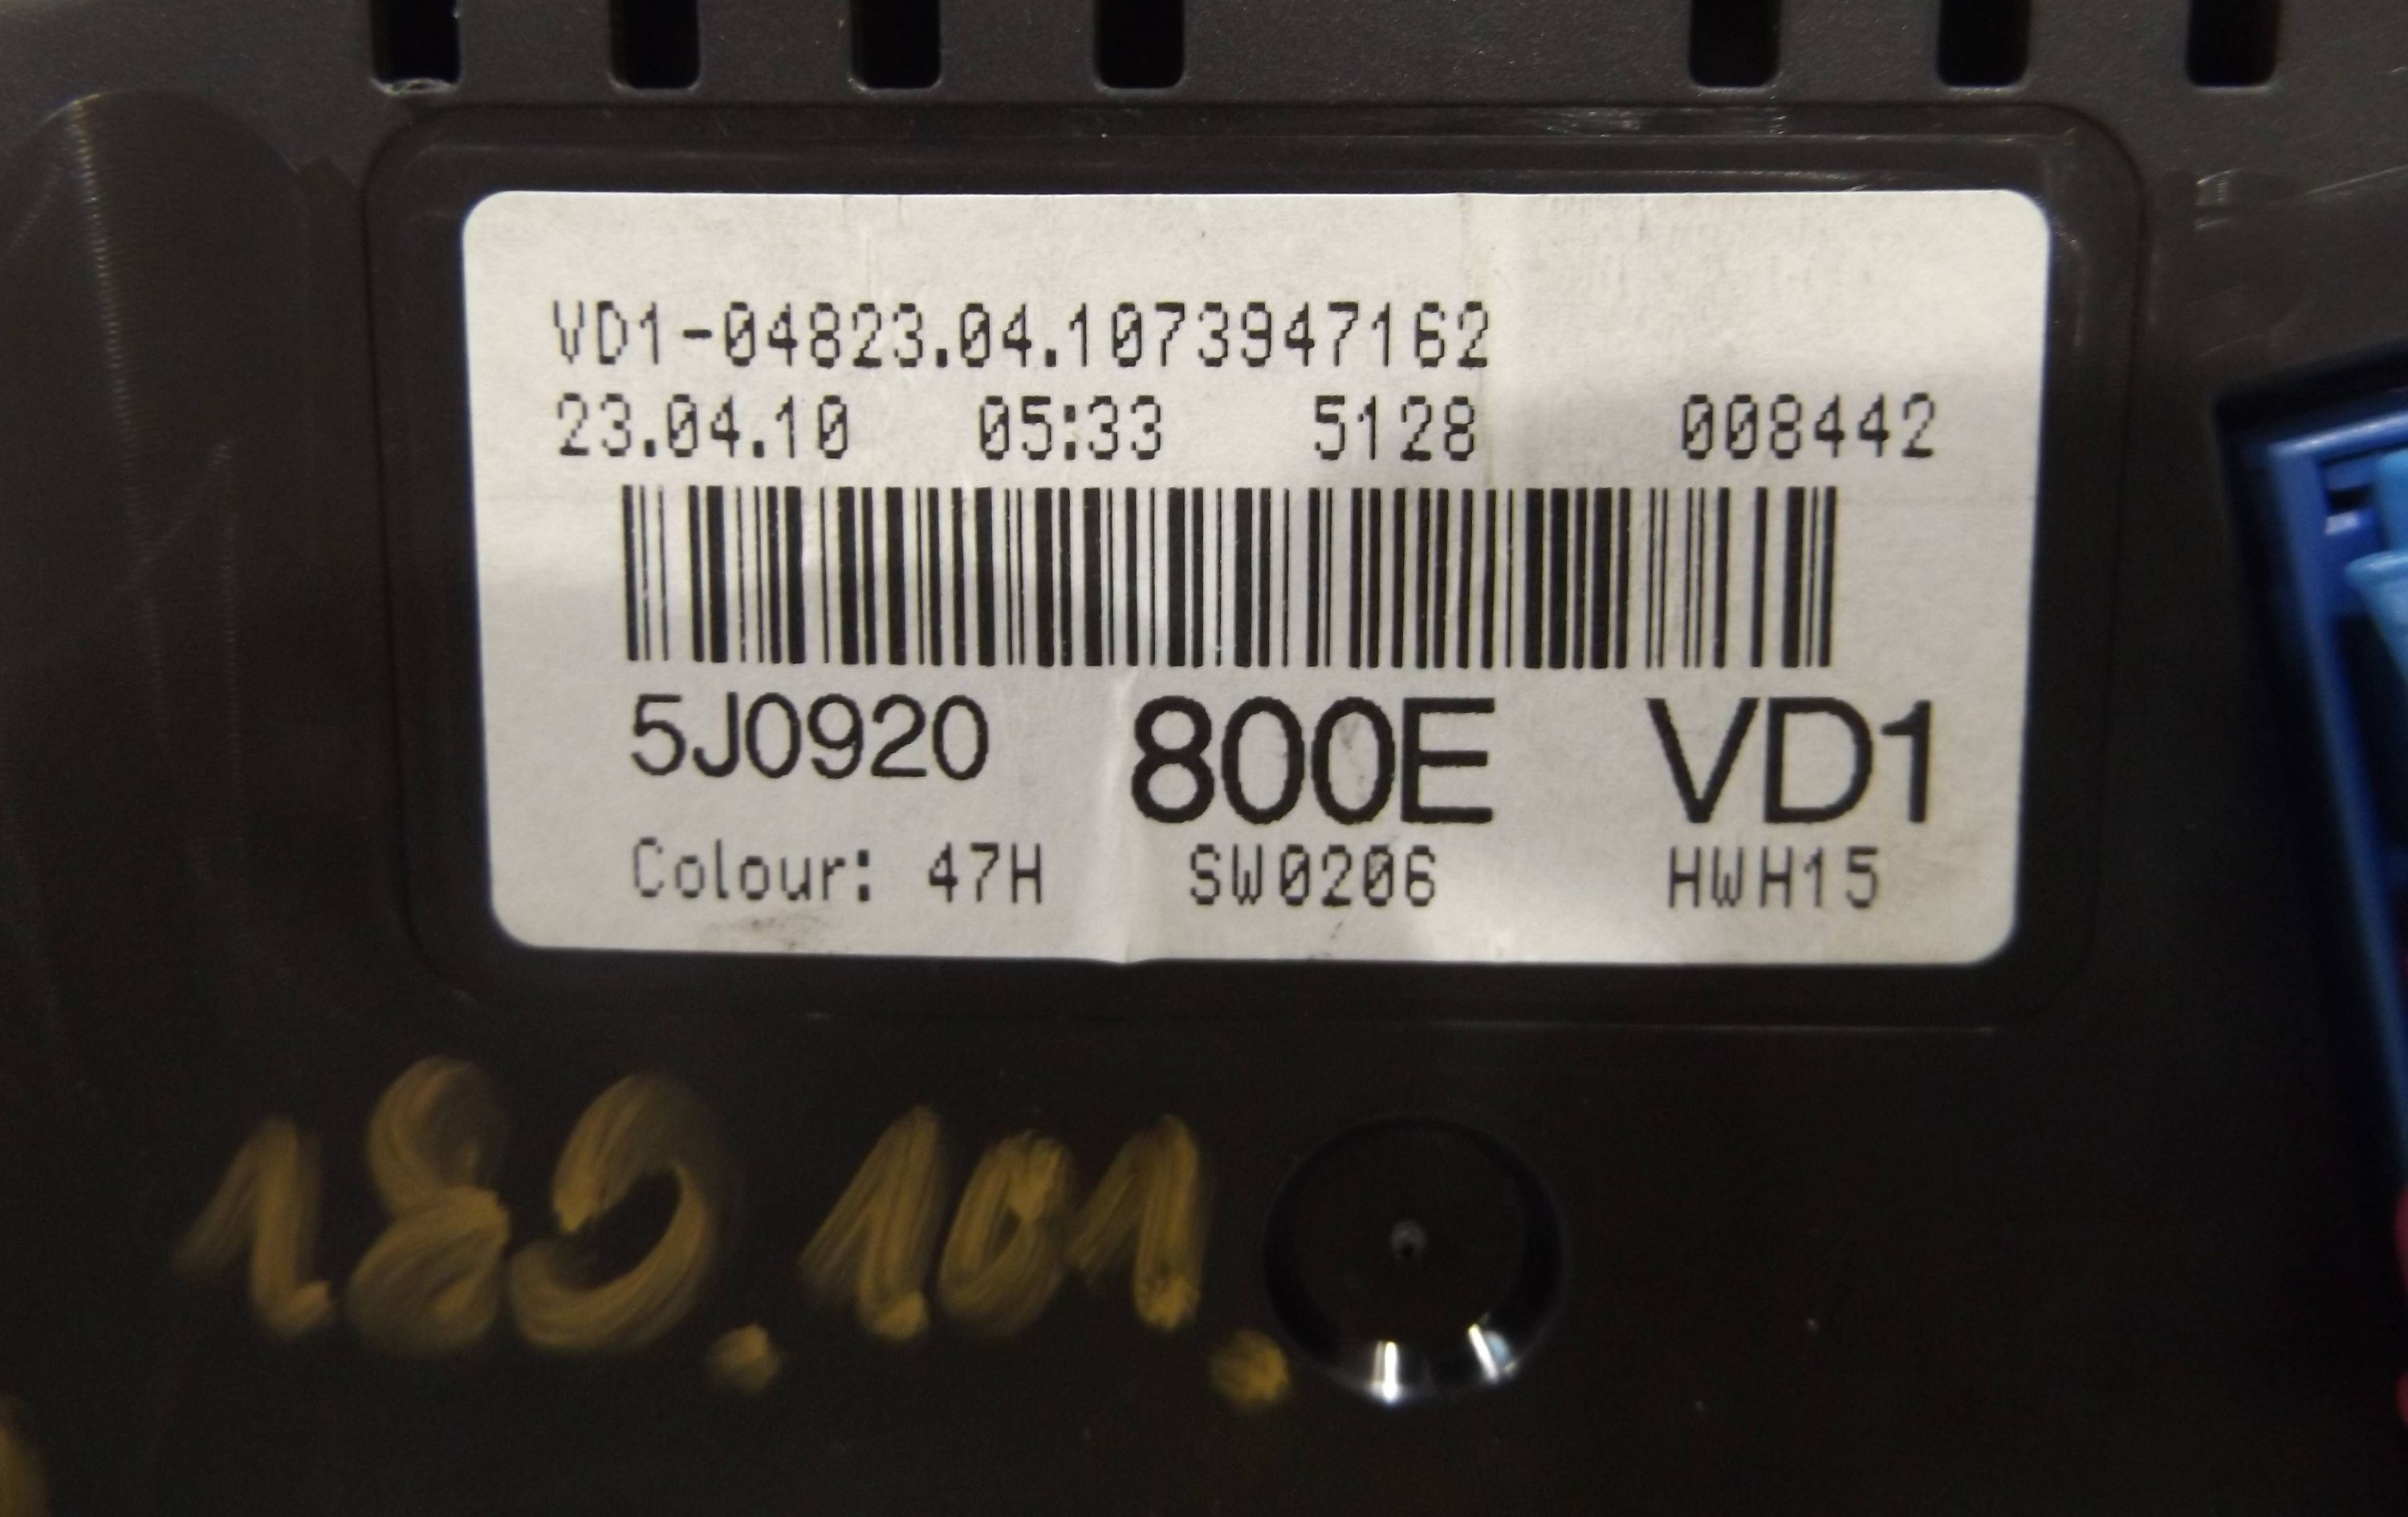 VD1-04823.04.1073947162
23.04.10 05:33 5128 008442
5J0920 800E VD1
Colour: 47H SW0206 HWH15
189.101.